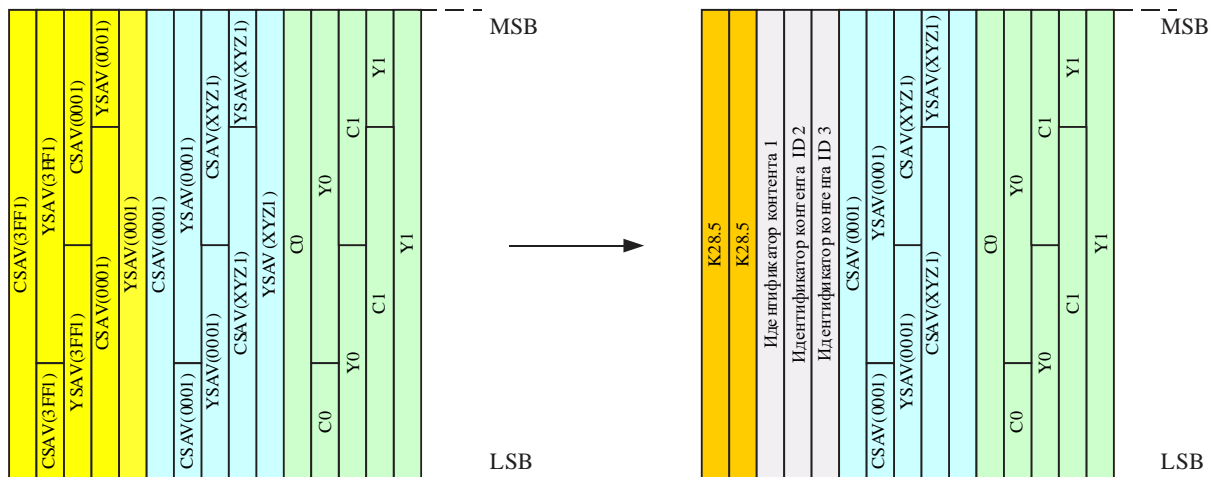 CSAV(3FF1)
YSAV(3FF1)
CSAV(3FF1)
CSAV(0001)
YSAV(3FF1)
YSAV(0001)
CSAV(0001)
YSAV(0001)
CSAV(0001)
YSAV(0001)
CSAV(0001)
CSAV(XYZ1)
YSAV(0001)
YSAV(XYZ1)
CSAV(XYZ1)
YSAV(XYZ1)
C0
Y0
C0
C1
Y0
Y1
C1
Y1
MSB
LSB
K28.5
K28.5
Идентификатор контента 1
Идентификатор контента ID 2
Идентификатор контента ID 3
CSAV(0001)
YSAV(0001)
CSAV(0001)
CSAV(XYZ1)
YSAV(0001)
YSAV(XYZ1)
CSAV(XYZ1)
C0
Y0
C0
C1
Y0
Y1
C1
Y1
MSB
LSB